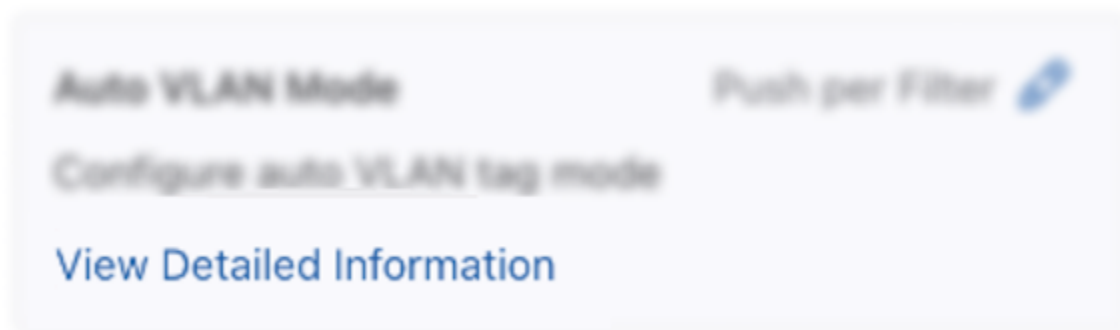 Auto VLAN Mode Push per Filter
Configure auto VLAN tag mode
View Detailed Information